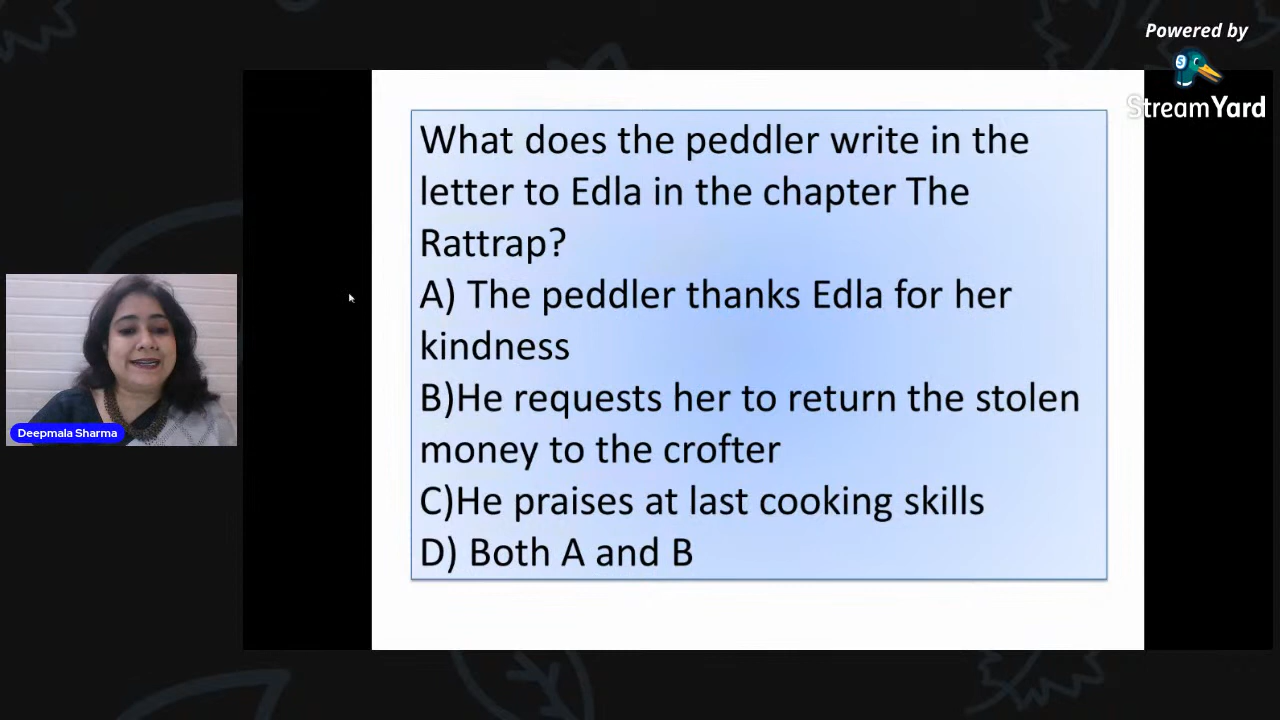 Powered by
StreamYard
What does the peddler write in the
letter to Edla in the chapter The
Rattrap?
A) The peddler thanks Edla for her
kindness
B)He requests her to return the stolen
money to the crofter
C)He praises at last cooking skills
D) Both A and B
Deepmala Sharma